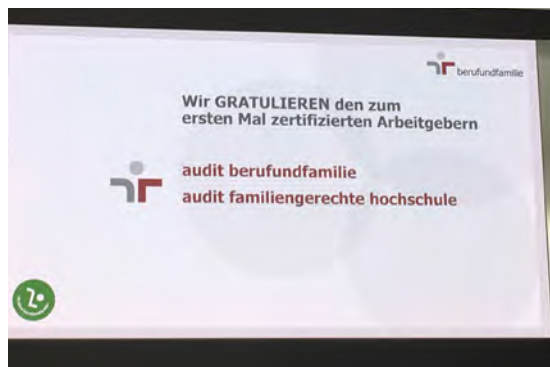 berufundfamilie
Wir GRATULIEREN den zum
ersten Mal zertifizierten Arbeitgebern
audit berufundfamilie
audit familiengerechte hochschule